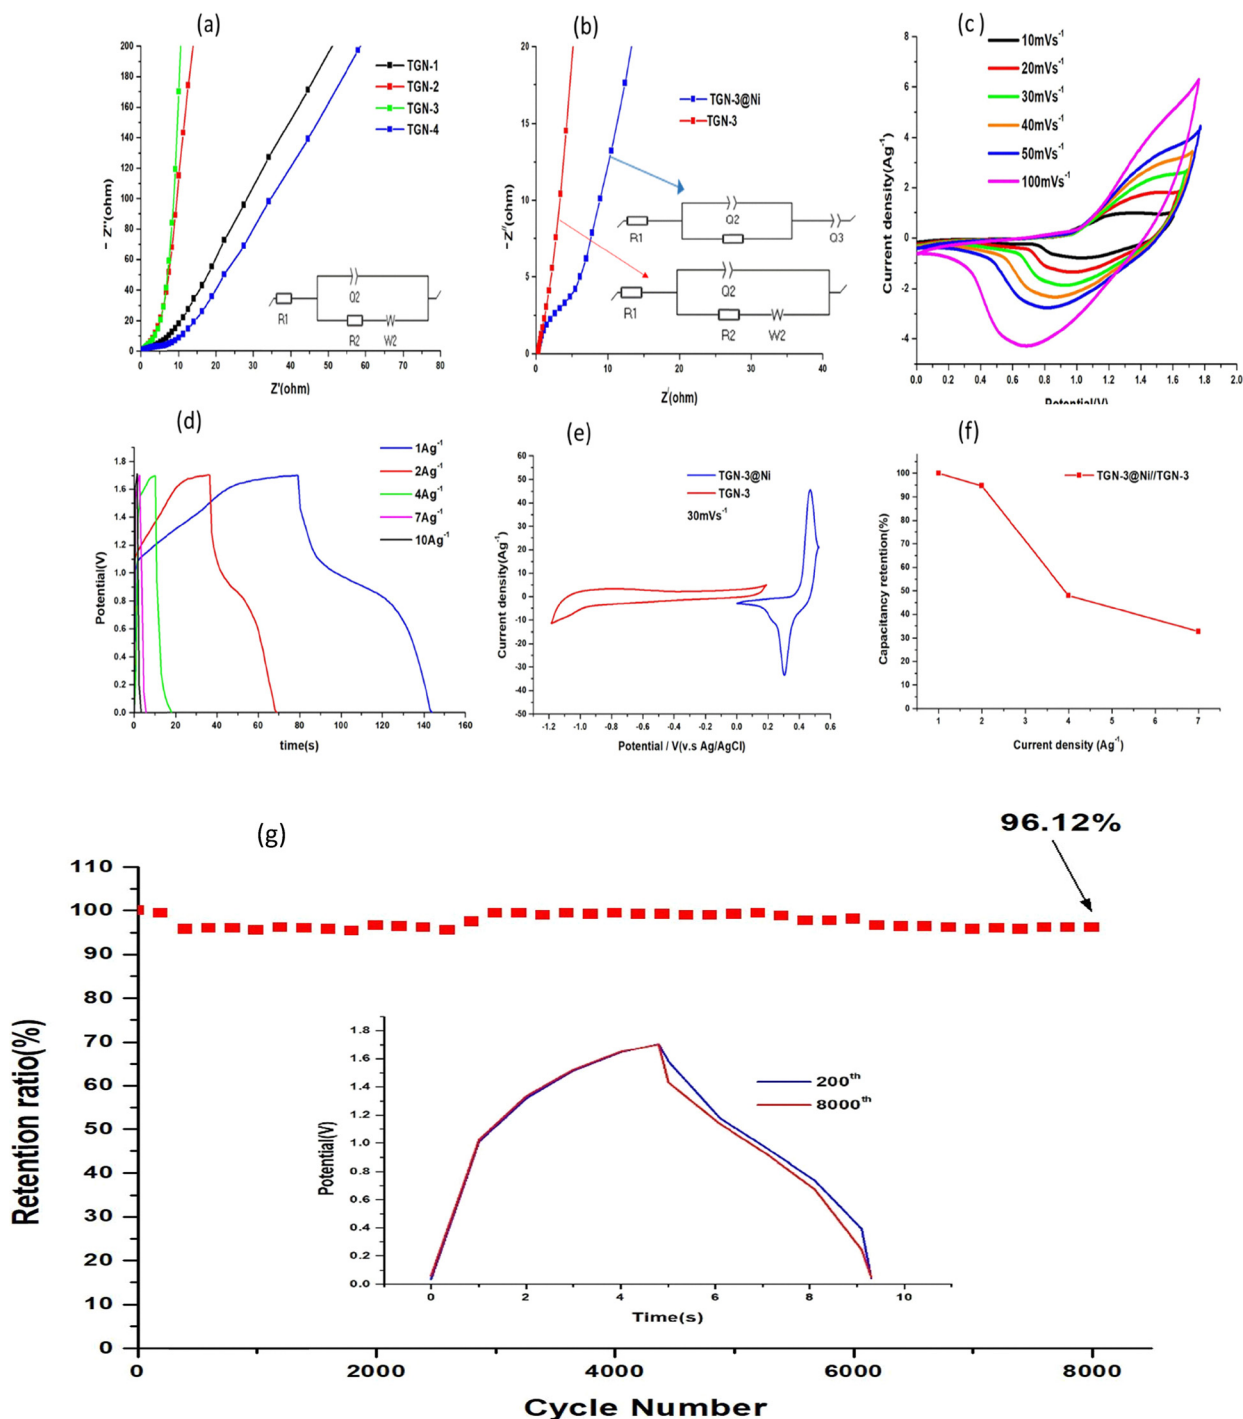 (a)
200
180
160
140
120
100
80
60
40
20
0
- Z''(ohm)
TGN-1
TGN-2
TGN-3
TGN-4
R1
Q2
R2
W2
0 10 20 30 40 50 60 70 80
Z'(ohm)
(b)
20
15
10
5
0
-Z''(ohm)
TGN-3@Ni
TGN-3
R1
Q2
Q3
R1
Q2
R2
W2
0 10 20 30 40
Z'(ohm)
(c)
8
6
4
2
0
-2
-4
Current density(Ag-1)
10mVs-1
20mVs-1
30mVs-1
40mVs-1
50mVs-1
100mVs-1
0.0 0.2 0.4 0.6 0.8 1.0 1.2 1.4 1.6 1.8 2.0
Potential(V)
(d)
1.8
1.6
1.4
1.2
1.0
0.8
0.6
0.4
0.2
0.0
Potential(V)
1Ag-1
2Ag-1
4Ag-1
7Ag-1
10Ag-1
0 20 40 60 80 100 120 140 160
time(s)
(e)
60
50
40
30
20
10
0
-10
-20
-30
-40
-50
Current density(Ag-1)
TGN-3@Ni
TGN-3
30mVs-1
-1.2 -1.0 -0.8 -0.6 -0.4 -0.2 0.0 0.2 0.4 0.6
Potential / V(v.s Ag/AgCl)
(f)
100
90
80
70
60
50
40
30
20
10
0
Capacitancy retention(%)
TGN-3@Ni//TGN-3
1 2 3 4 5 6 7
Current density (Ag-1)
(g)
96.12%
110
100
90
80
70
60
50
40
30
20
10
0
Retention ratio(%)
1.8
1.6
1.4
1.2
1.0
0.8
0.6
0.4
0.2
0.0
Potential(V)
200th
8000th
0 2 4 6 8 10
Time(s)
0 2000 4000 6000 8000
Cycle Number